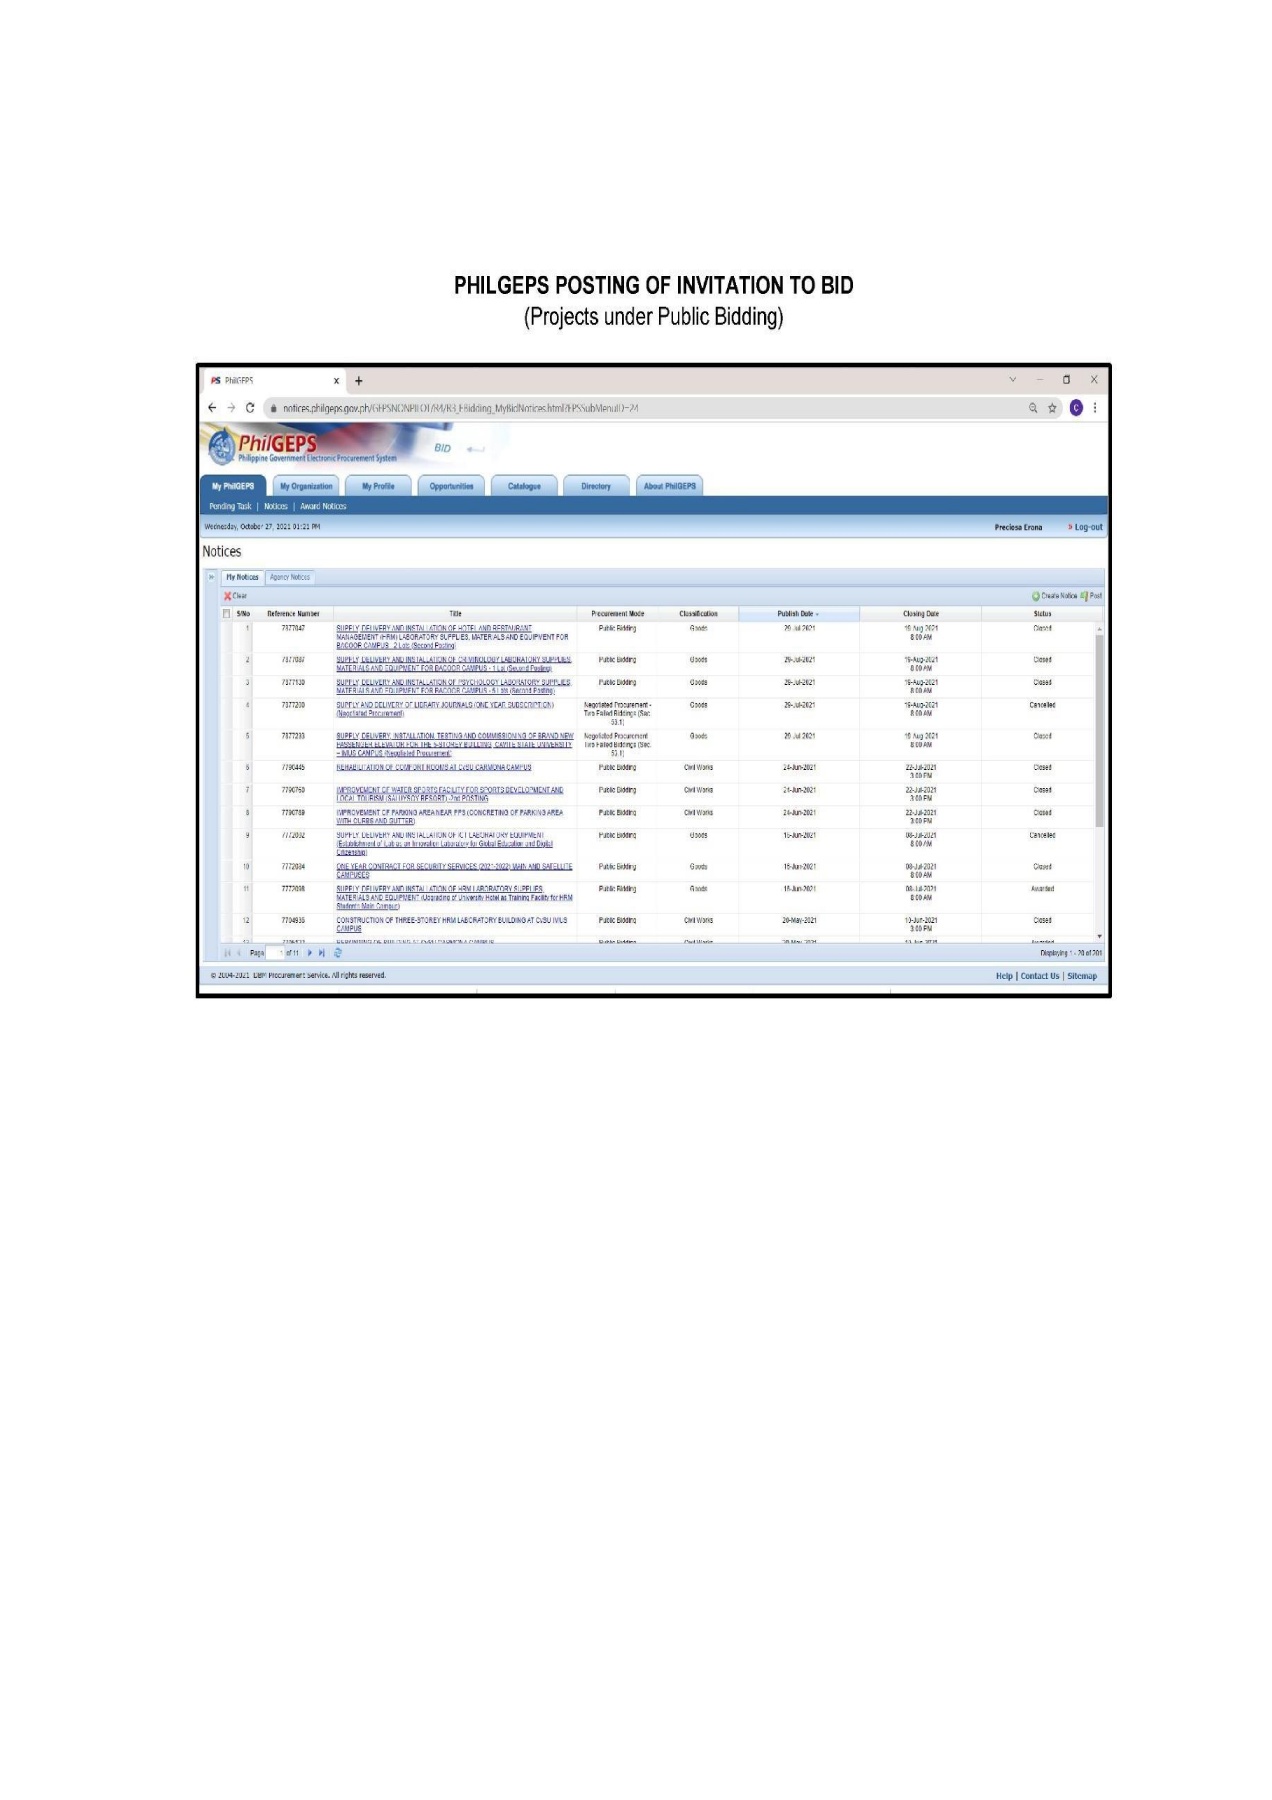 PHILGEPS POSTING OF INVITATION TO BID
(Projects under Public Bidding)
PS PhilGEPS x +
notices.philgeps.gov.ph/GEPSNONPILOT/R4/R3_EBidding_MyBidNotices.html?EPSSubMenuID=24 C
PhilGEPS BID
Philippine Government Electronic Procurement System
My PhilGEPS My Organization My Profile Opportunities Catalogue Directory About PhilGEPS
Pending Task | Notices | Award Notices
Wednesday, October 27, 2021 01:21 PM Preciosa Erona » Log-out
Notices
My Notices Agency Notices
Clear Create Notice Post
S/No Reference Number Title Procurement Mode Classification Publish Date Closing Date Status
1 7877047 SUPPLY, DELIVERY AND INSTALLATION OF HOTEL AND RESTAURANT Public Bidding Goods 29-Jul-2021 19-Aug-2021 Closed
MANAGEMENT (HRM) LABORATORY SUPPLIES, MATERIALS AND EQUIPMENT FOR 8:00 AM
BACOOR CAMPUS - 2 Lots (Second Posting)
2 7877087 SUPPLY, DELIVERY AND INSTALLATION OF CRIMINOLOGY LABORATORY SUPPLIES, Public Bidding Goods 29-Jul-2021 19-Aug-2021 Closed
MATERIALS AND EQUIPMENT FOR BACOOR CAMPUS - 1 Lot (Second Posting) 8:00 AM
3 7877130 SUPPLY, DELIVERY AND INSTALLATION OF PSYCHOLOGY LABORATORY SUPPLIES, Public Bidding Goods 29-Jul-2021 19-Aug-2021 Closed
MATERIALS AND EQUIPMENT FOR BACOOR CAMPUS - 5 Lots (Second Posting) 8:00 AM
4 7877200 SUPPLY AND DELIVERY OF LIBRARY JOURNALS (ONE YEAR SUBSCRIPTION) Negotiated Procurement - Goods 29-Jul-2021 19-Aug-2021 Cancelled
(Negotiated Procurement) Two Failed Biddings (Sec. 8:00 AM
53.1)
5 7877233 SUPPLY, DELIVERY, INSTALLATION, TESTING AND COMMISSIONING OF BRAND NEW Negotiated Procurement - Goods 29-Jul-2021 19-Aug-2021 Closed
PASSENGER ELEVATOR FOR THE 5-STOREY BUILDING, CAVITE STATE UNIVERSITY Two Failed Biddings (Sec. 8:00 AM
– IMUS CAMPUS (Negotiated Procurement) 53.1)
6 7790445 REHABILITATION OF COMFORT ROOMS AT CvSU CARMONA CAMPUS Public Bidding Civil Works 24-Jun-2021 22-Jul-2021 Closed
3:00 PM
7 7790760 IMPROVEMENT OF WATER SPORTS FACILITY FOR SPORTS DEVELOPMENT AND Public Bidding Civil Works 24-Jun-2021 22-Jul-2021 Closed
LOCAL TOURISM (SALUYSOY RESORT) -2nd POSTING 3:00 PM
8 7790789 IMPROVEMENT OF PARKING AREA NEAR PPS (CONCRETING OF PARKING AREA Public Bidding Civil Works 24-Jun-2021 22-Jul-2021 Closed
WITH CURBS AND GUTTER) 3:00 PM
9 7772002 SUPPLY, DELIVERY AND INSTALLATION OF ICT LABORATORY EQUIPMENT Public Bidding Goods 15-Jun-2021 08-Jul-2021 Cancelled
(Establishment of i-Lab as an Innovation Laboratory for Global Education and Digital 8:00 AM
Citizenship)
10 7772034 ONE YEAR CONTRACT FOR SECURITY SERVICES (2021-2022) MAIN AND SATELLITE Public Bidding Goods 15-Jun-2021 08-Jul-2021 Closed
CAMPUSES 8:00 AM
11 7772098 SUPPLY, DELIVERY AND INSTALLATION OF HRM LABORATORY SUPPLIES, Public Bidding Goods 15-Jun-2021 08-Jul-2021 Awarded
MATERIALS AND EQUIPMENT (Upgrading of University Hotel as Training Facility for HRM 8:00 AM
Students Main Campus)
12 7704935 CONSTRUCTION OF THREE-STOREY HRM LABORATORY BUILDING AT CvSU IMUS Public Bidding Civil Works 20-May-2021 10-Jun-2021 Closed
CAMPUS 3:00 PM
Page 1 of 11 Displaying 1 - 20 of 201
© 2004-2021 DBM Procurement Service. All rights reserved. Help | Contact Us | Sitemap